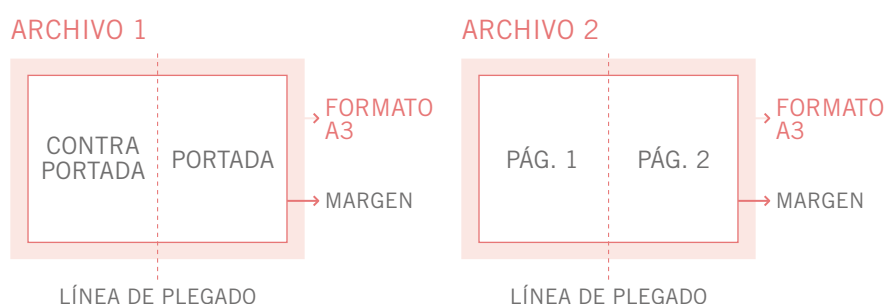 ARCHIVO 1
CONTRA
PORTADA
PORTADA
FORMATO
A3
MARGEN
LÍNEA DE PLEGADO
ARCHIVO 2
PÁG. 1
PÁG. 2
FORMATO
A3
MARGEN
LÍNEA DE PLEGADO